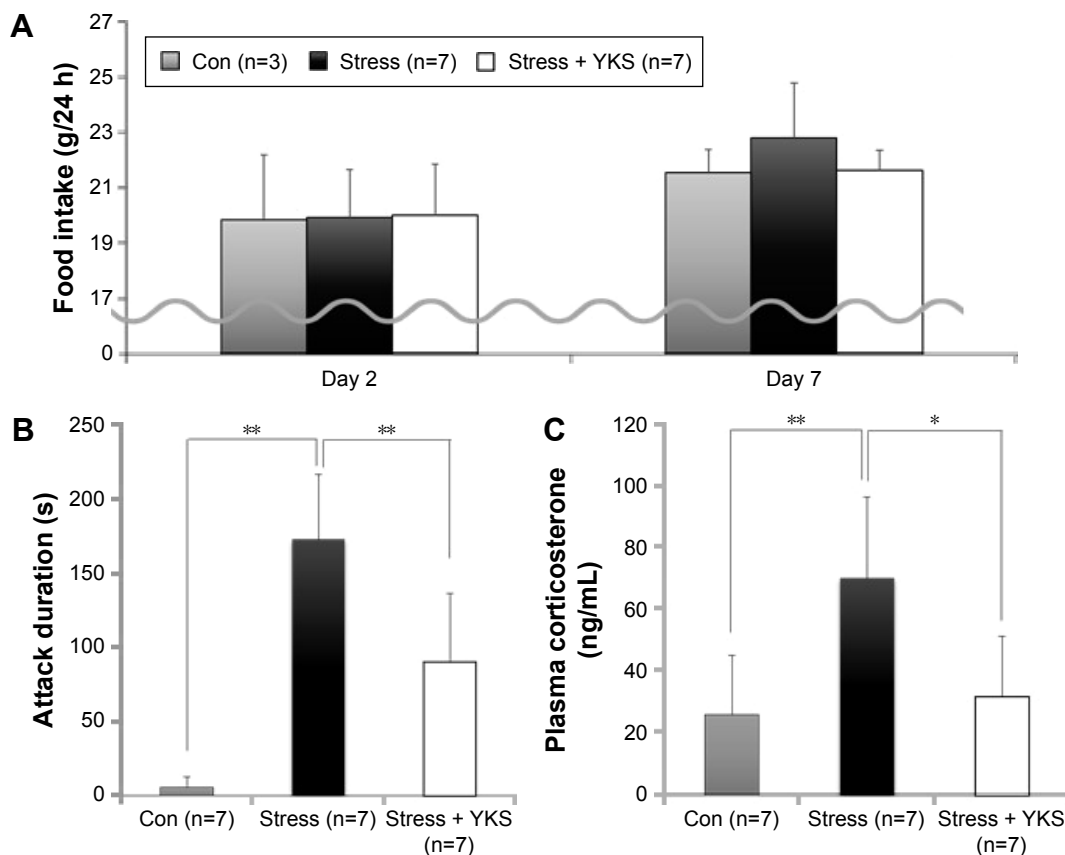 A
Food intake (g/24 h)
27
25
23
21
19
17
0
Con (n=3) Stress (n=7) Stress + YKS (n=7)
Day 2 Day 7
B
Attack duration (s)
250
200
150
100
50
0
** **
Con (n=7) Stress (n=7) Stress + YKS
(n=7)
C
Plasma corticosterone
(ng/mL)
120
100
80
60
40
20
0
** *
Con (n=7) Stress (n=7) Stress + YKS
(n=7)